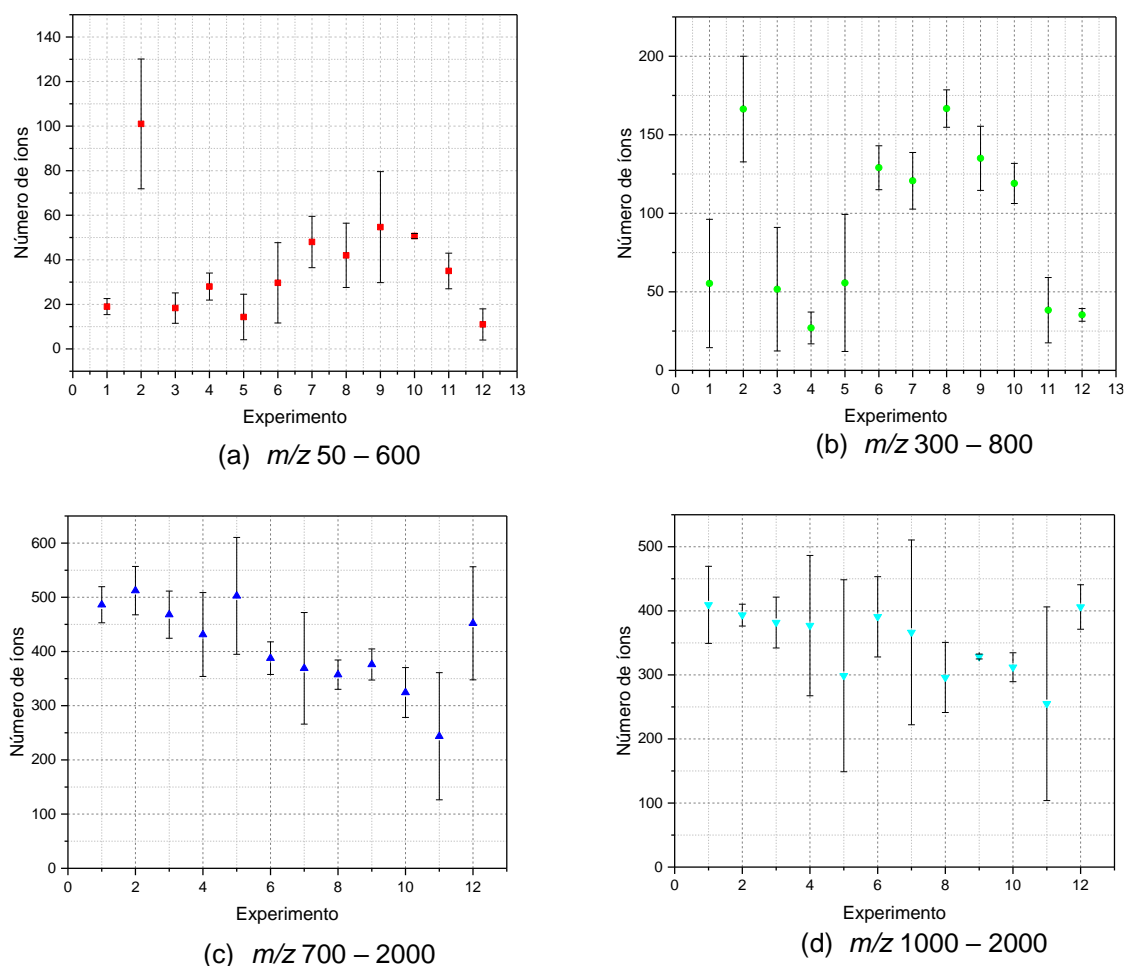 140
120
100
80
60
40
20
0
Número de íons
0 1 2 3 4 5 6 7 8 9 10 11 12 13
Experimento
(a) m/z 50 – 600
200
150
100
50
0
Número de íons
0 1 2 3 4 5 6 7 8 9 10 11 12 13
Experimento
(b) m/z 300 – 800
600
500
400
300
200
100
0
Número de íons
0 2 4 6 8 10 12
Experimento
(c) m/z 700 – 2000
500
400
300
200
100
0
Número de íons
0 2 4 6 8 10 12
Experimento
(d) m/z 1000 – 2000